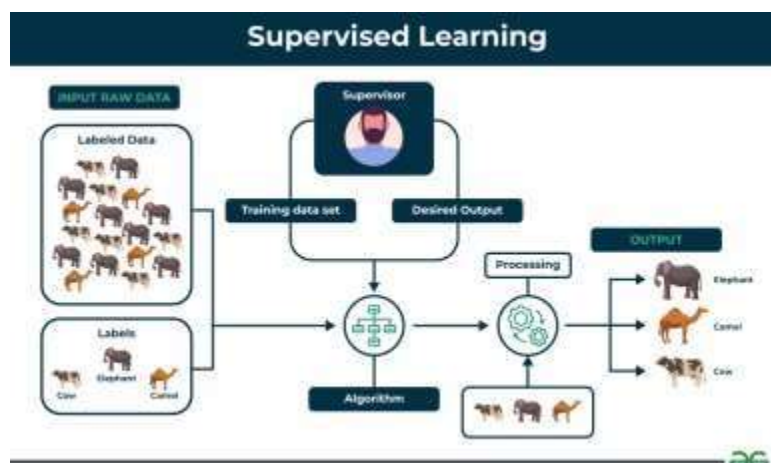 Supervised Learning
INPUT RAW DATA
Labeled Data
Labels
Cow
Elephant
Camel
Supervisor
Training data set
Desired Output
Algorithm
Processing
OUTPUT
Elephant
Camel
Cow